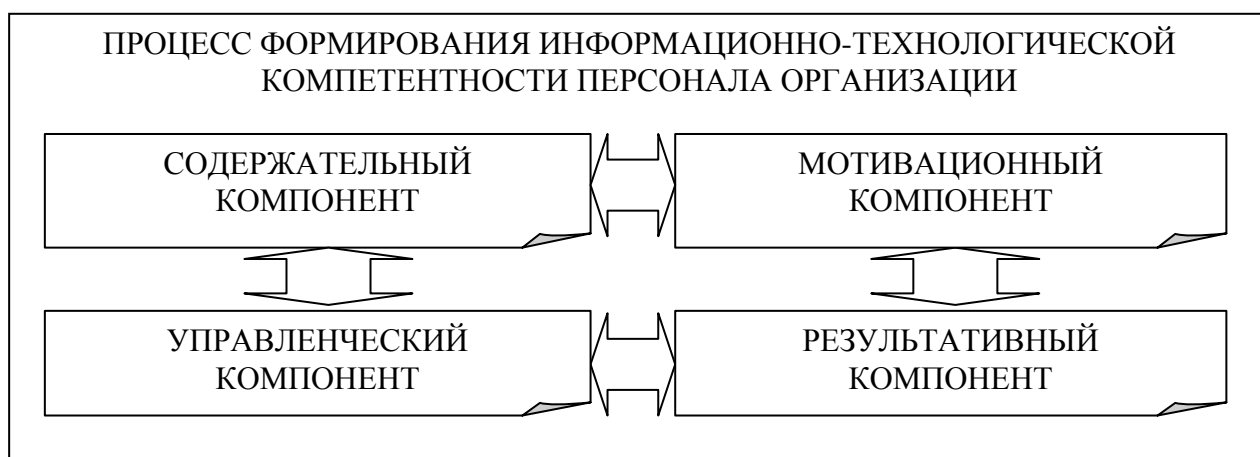 ПРОЦЕСС ФОРМИРОВАНИЯ ИНФОРМАЦИОННО-ТЕХНОЛОГИЧЕСКОЙ
КОМПЕТЕНТНОСТИ ПЕРСОНАЛА ОРГАНИЗАЦИИ
СОДЕРЖАТЕЛЬНЫЙ
КОМПОНЕНТ
МОТИВАЦИОННЫЙ
КОМПОНЕНТ
УПРАВЛЕНЧЕСКИЙ
КОМПОНЕНТ
РЕЗУЛЬТАТИВНЫЙ
КОМПОНЕНТ